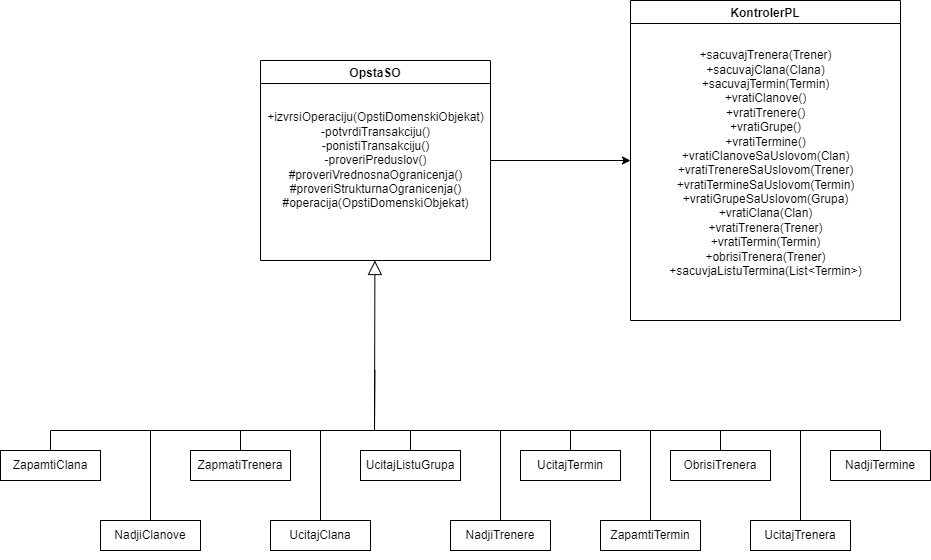 KontrolerPL
+sacuvajTrenera(Trener)
+sacuvajClana(Clana)
+sacuvajTermin(Termin)
+vratiClanove()
+vratiTrenere()
+vratiGrupe()
+vratiTermine()
+vratiClanoveSaUslovom(Clan)
+vratiTrenereSaUslovom(Trener)
+vratiTermineSaUslovom(Termin)
+vratiGrupeSaUslovom(Grupa)
+vratiClana(Clan)
+vratiTrenera(Trener)
+vratiTermin(Termin)
+obrisiTrenera(Trener)
+sacuvjaListuTermina(List<Termin>)
OpstaSO
+izvrsiOperaciju(OpstiDomenskiObjekat)
-potvrdiTransakciju()
-ponistiTransakciju()
-proveriPreduslov()
#proveriVrednosnaOgranicenja()
#proveriStrukturnaOgranicenja()
#operacija(OpstiDomenskiObjekat)
ZapamtiClana
ZapmatiTrenera
UcitajListuGrupa
UcitajTermin
ObrisiTrenera
NadjiTermine
NadjiClanove
UcitajClana
NadjiTrenere
ZapamtiTermin
UcitajTrenera